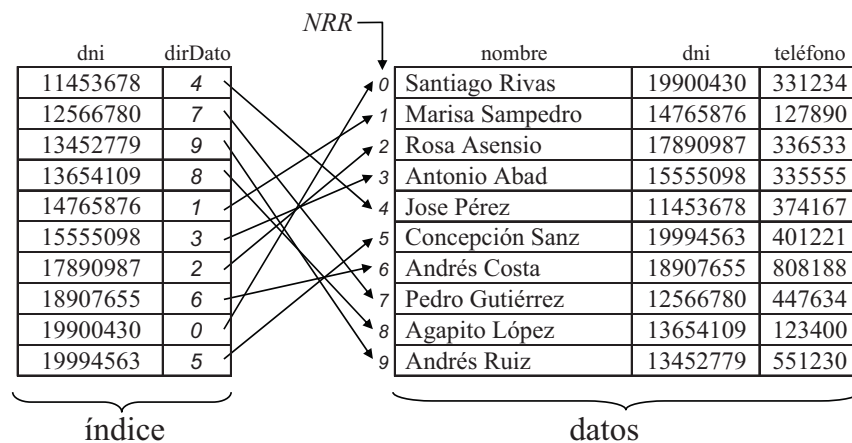 NRR
dni dirDato nombre dni teléfono
11453678 4 0 Santiago Rivas 19900430 331234
12566780 7 1 Marisa Sampedro 14765876 127890
13452779 9 2 Rosa Asensio 17890987 336533
13654109 8 3 Antonio Abad 15555098 335555
14765876 1 4 Jose Pérez 11453678 374167
15555098 3 5 Concepción Sanz 19994563 401221
17890987 2 6 Andrés Costa 18907655 808188
18907655 6 7 Pedro Gutiérrez 12566780 447634
19900430 0 8 Agapito López 13654109 123400
19994563 5 9 Andrés Ruiz 13452779 551230
índice datos